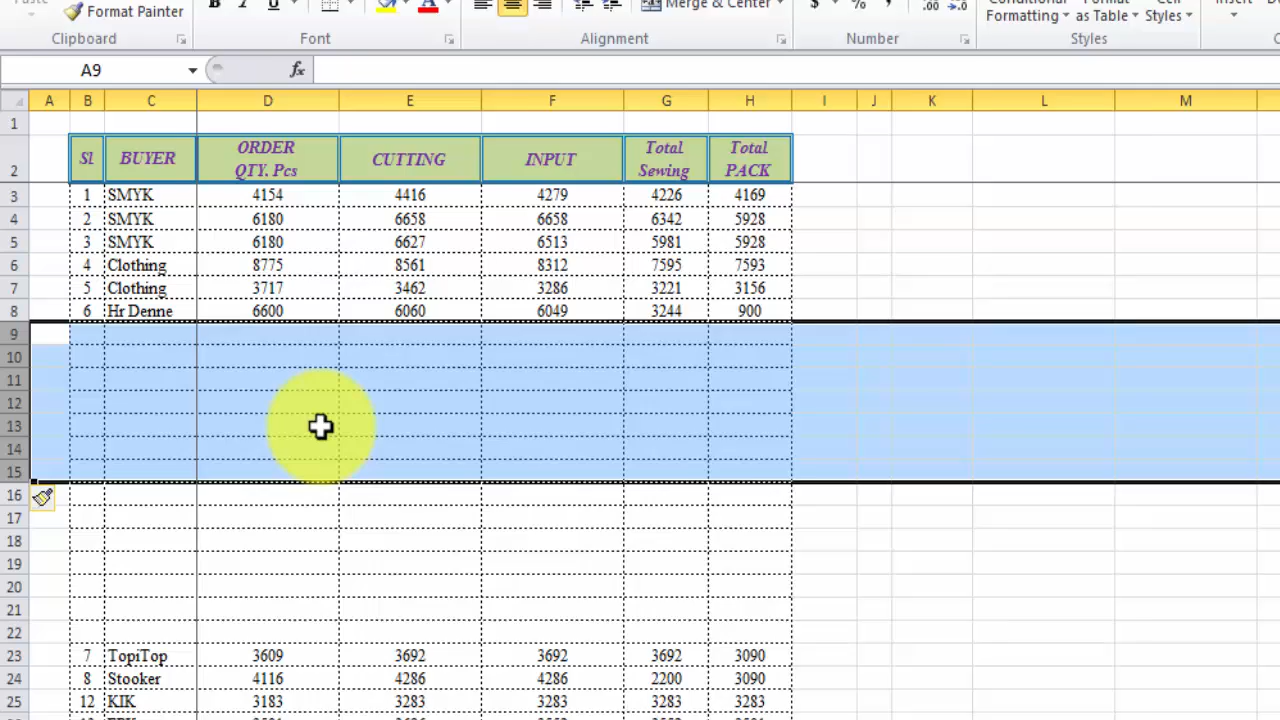 Paste
Format Painter
Clipboard
B I U A
Font
Merge & Center
Alignment
$ % , .00 .0
Number
Conditional Formatting
Format as Table
Cell Styles
Styles
Insert
A9 fx
A B C D E F G H I J K L M
1
2 Sl BUYER ORDER QTY. Pcs CUTTING INPUT Total Sewing Total PACK
3 1 SMYK 4154 4416 4279 4226 4169
4 2 SMYK 6180 6658 6658 6342 5928
5 3 SMYK 6180 6627 6513 5981 5928
6 4 Clothing 8775 8561 8312 7595 7593
7 5 Clothing 3717 3462 3286 3221 3156
8 6 Hr Denne 6600 6060 6049 3244 900
9
10
11
12
13
14
15
16
17
18
19
20
21
22
23 7 TopiTop 3609 3692 3692 3692 3090
24 8 Stooker 4116 4286 4286 2200 3090
25 12 KIK 3183 3283 3283 3283 3283